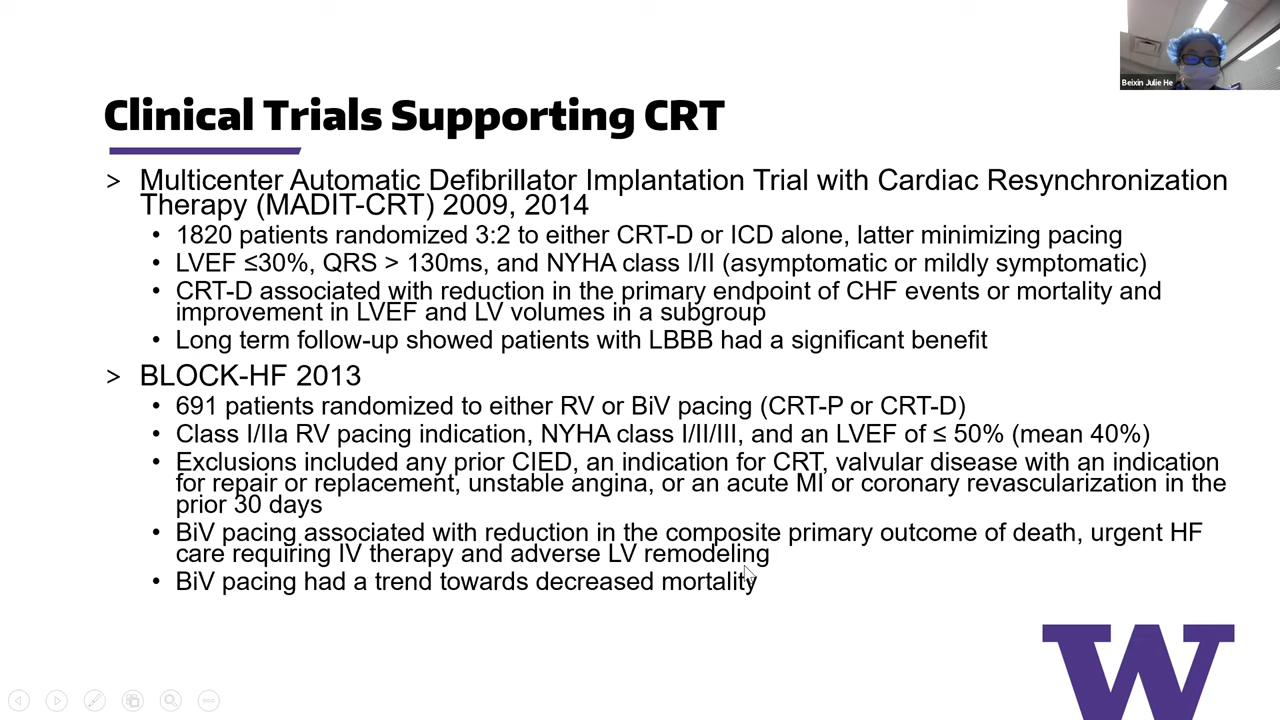 Beixin Julie He
Clinical Trials Supporting CRT
> Multicenter Automatic Defibrillator Implantation Trial with Cardiac Resynchronization
Therapy (MADIT-CRT) 2009, 2014
• 1820 patients randomized 3:2 to either CRT-D or ICD alone, latter minimizing pacing
• LVEF ≤30%, QRS > 130ms, and NYHA class I/II (asymptomatic or mildly symptomatic)
• CRT-D associated with reduction in the primary endpoint of CHF events or mortality and
improvement in LVEF and LV volumes in a subgroup
• Long term follow-up showed patients with LBBB had a significant benefit
> BLOCK-HF 2013
• 691 patients randomized to either RV or BiV pacing (CRT-P or CRT-D)
• Class I/IIa RV pacing indication, NYHA class I/II/III, and an LVEF of ≤ 50% (mean 40%)
• Exclusions included any prior CIED, an indication for CRT, valvular disease with an indication
for repair or replacement, unstable angina, or an acute MI or coronary revascularization in the
prior 30 days
• BiV pacing associated with reduction in the composite primary outcome of death, urgent HF
care requiring IV therapy and adverse LV remodeling
• BiV pacing had a trend towards decreased mortality
W